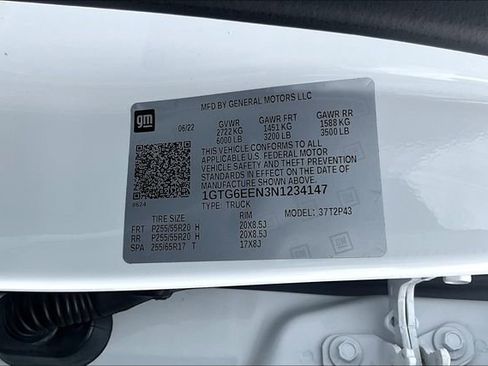 gm
MFD BY GENERAL MOTORS LLC
06/22 GVWR GAWR FRT GAWR RR
2722 KG 1451 KG 1588 KG
6000 LB 3200 LB 3500 LB
THIS VEHICLE CONFORMS TO ALL
APPLICABLE U.S. FEDERAL MOTOR
VEHICLE SAFETY AND THEFT PREVENTION
STANDARDS IN EFFECT ON THE DATE OF
MANUFACTURE SHOWN ABOVE.
1GTG6EEN3N1234147
TYPE: TRUCK MODEL: 37T2P43
TIRE SIZE RIM
FRT P255/55R20 H 20X8.5J
RR P255/55R20 H 20X8.5J
SPA 255/65R17 T 17X8J